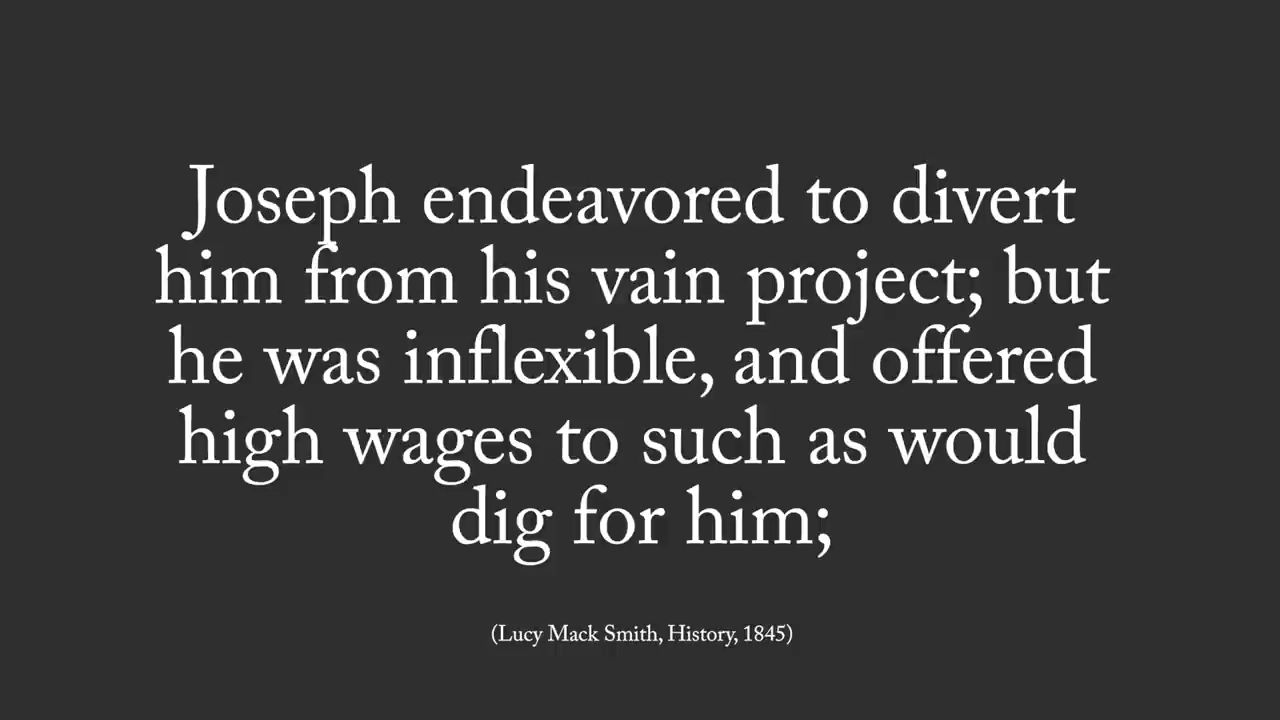 Joseph endeavored to divert
him from his vain project; but
he was inflexible, and offered
high wages to such as would
dig for him;
(Lucy Mack Smith, History, 1845)